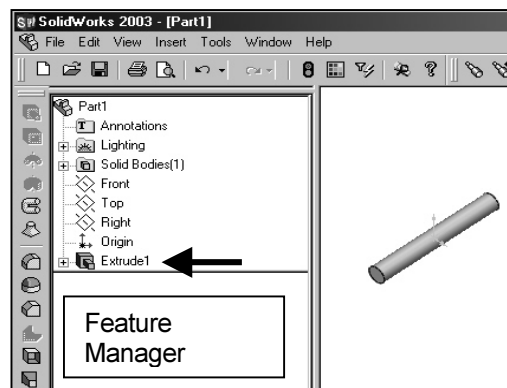 SolidWorks 2003 - [Part1]
File Edit View Insert Tools Window Help
Part1
Annotations
Lighting
Solid Bodies(1)
Front
Top
Right
Origin
Extrude1
Feature
Manager